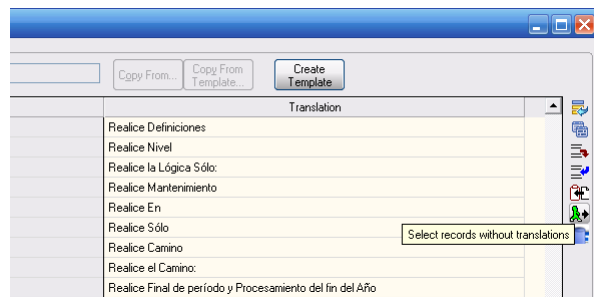 Copy From...
Copy From
Template...
Create
Template
Translation
Realice Definiciones
Realice Nivel
Realice la Lógica Sólo:
Realice Mantenimiento
Realice En
Realice Sólo
Select records without translations
Realice Camino
Realice el Camino:
Realice Final de período y Procesamiento del fin del Año